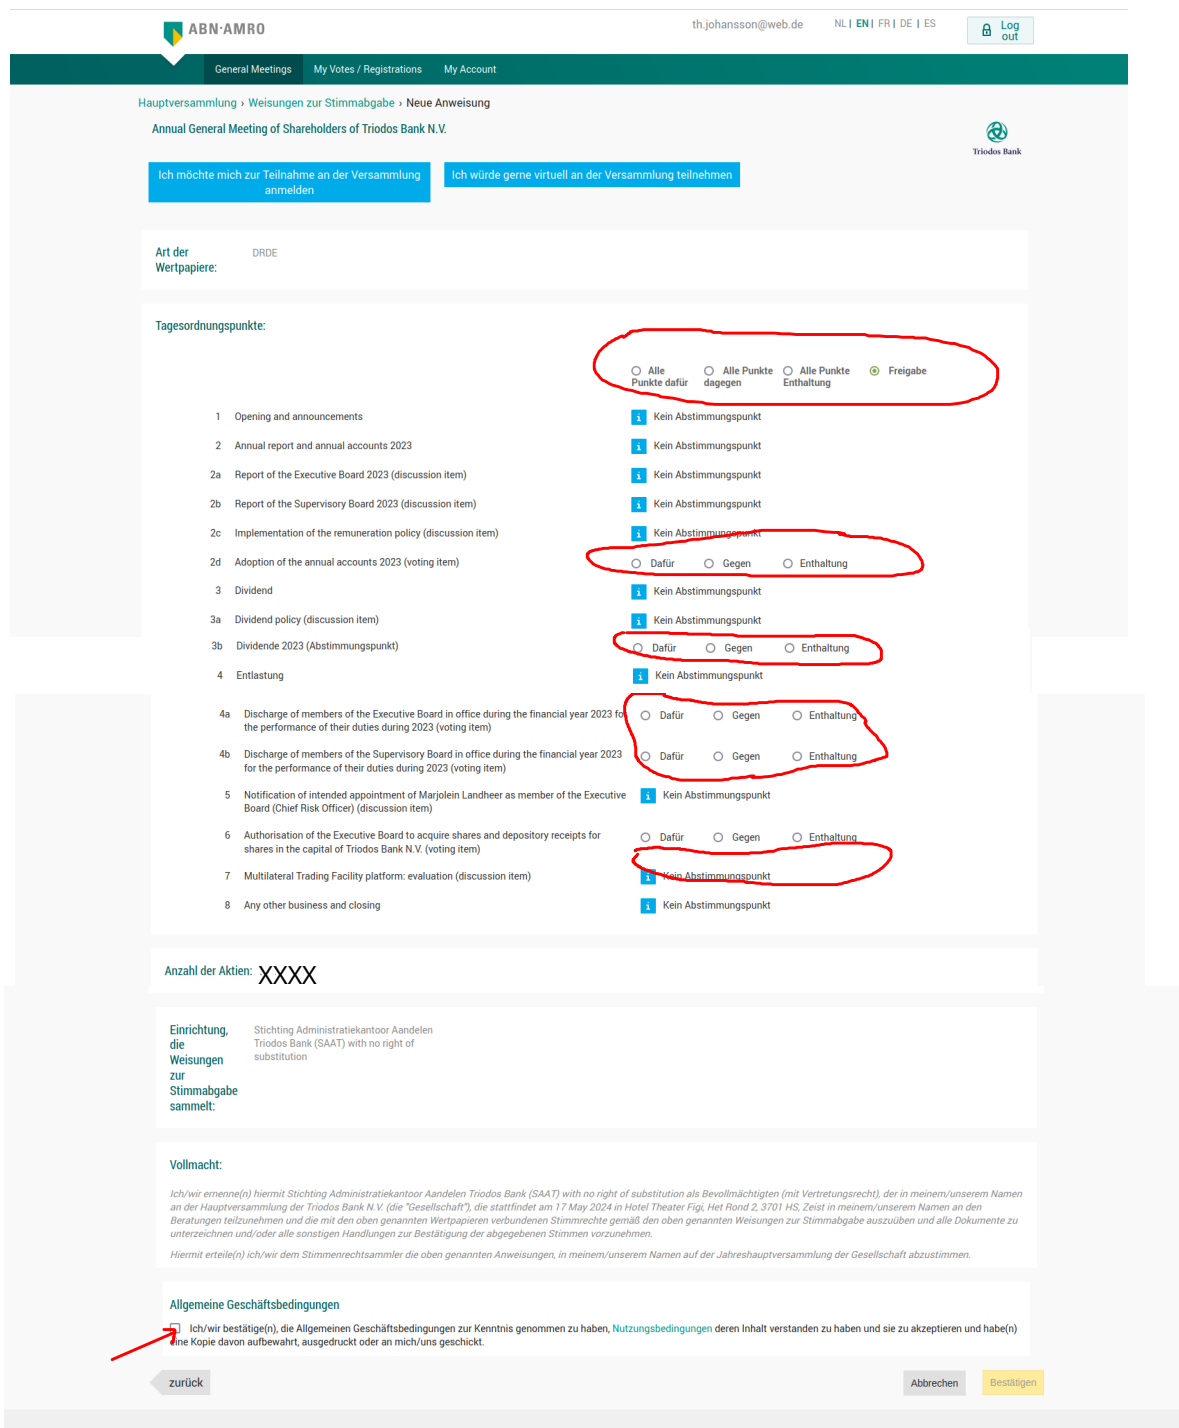 ABN·AMRO
th.johansson@web.de
NL | EN | FR | DE | ES
Log
out
General Meetings My Votes / Registrations My Account
Hauptversammlung › Weisungen zur Stimmabgabe › Neue Anweisung
Annual General Meeting of Shareholders of Triodos Bank N.V.
Triodos Bank
Ich möchte mich zur Teilnahme an der Versammlung
anmelden
Ich würde gerne virtuell an der Versammlung teilnehmen
Art der
Wertpapiere:
DRDE
Tagesordnungspunkte:
Alle
Punkte dafür
Alle Punkte
dagegen
Alle Punkte
Enthaltung
Freigabe
1 Opening and announcements i Kein Abstimmungspunkt
2 Annual report and annual accounts 2023 i Kein Abstimmungspunkt
2a Report of the Executive Board 2023 (discussion item) i Kein Abstimmungspunkt
2b Report of the Supervisory Board 2023 (discussion item) i Kein Abstimmungspunkt
2c Implementation of the remuneration policy (discussion item) i Kein Abstimmungspunkt
2d Adoption of the annual accounts 2023 (voting item) Dafür Gegen Enthaltung
3 Dividend i Kein Abstimmungspunkt
3a Dividend policy (discussion item) i Kein Abstimmungspunkt
3b Dividende 2023 (Abstimmungspunkt) Dafür Gegen Enthaltung
4 Entlastung i Kein Abstimmungspunkt
4a Discharge of members of the Executive Board in office during the financial year 2023 for Dafür Gegen Enthaltung
the performance of their duties during 2023 (voting item)
4b Discharge of members of the Supervisory Board in office during the financial year 2023 Dafür Gegen Enthaltung
for the performance of their duties during 2023 (voting item)
5 Notification of intended appointment of Marjolein Landheer as member of the Executive i Kein Abstimmungspunkt
Board (Chief Risk Officer) (discussion item)
6 Authorisation of the Executive Board to acquire shares and depository receipts for Dafür Gegen Enthaltung
shares in the capital of Triodos Bank N.V. (voting item)
7 Multilateral Trading Facility platform: evaluation (discussion item) i Kein Abstimmungspunkt
8 Any other business and closing i Kein Abstimmungspunkt
Anzahl der Aktien: XXXX
Einrichtung,
die
Weisungen
zur
Stimmabgabe
sammelt:
Stichting Administratiekantoor Aandelen
Triodos Bank (SAAT) with no right of
substitution
Vollmacht:
Ich/wir ernenne(n) hiermit Stichting Administratiekantoor Aandelen Triodos Bank (SAAT) with no right of substitution als Bevollmächtigten (mit Vertretungsrecht), der in meinem/unserem Namen
an der Hauptversammlung der Triodos Bank N.V. (die "Gesellschaft"), die stattfindet am 17 May 2024 in Hotel Theater Figi, Het Rond 2, 3701 HS, Zeist in meinem/unserem Namen an den
Beratungen teilzunehmen und die mit den oben genannten Wertpapieren verbundenen Stimmrechte gemäß den oben genannten Weisungen zur Stimmabgabe auszuüben und alle Dokumente zu
unterzeichnen und/oder alle sonstigen Handlungen zur Bestätigung der abgegebenen Stimmen vorzunehmen.
Hiermit erteile(n) ich/wir dem Stimmenrechtsammler die oben genannten Anweisungen, in meinem/unserem Namen auf der Jahreshauptversammlung der Gesellschaft abzustimmen.
Allgemeine Geschäftsbedingungen
Ich/wir bestätige(n), die Allgemeinen Geschäftsbedingungen zur Kenntnis genommen zu haben, Nutzungsbedingungen deren Inhalt verstanden zu haben und sie zu akzeptieren und habe(n)
eine Kopie davon aufbewahrt, ausgedruckt oder an mich/uns geschickt.
zurück Abbrechen Bestätigen